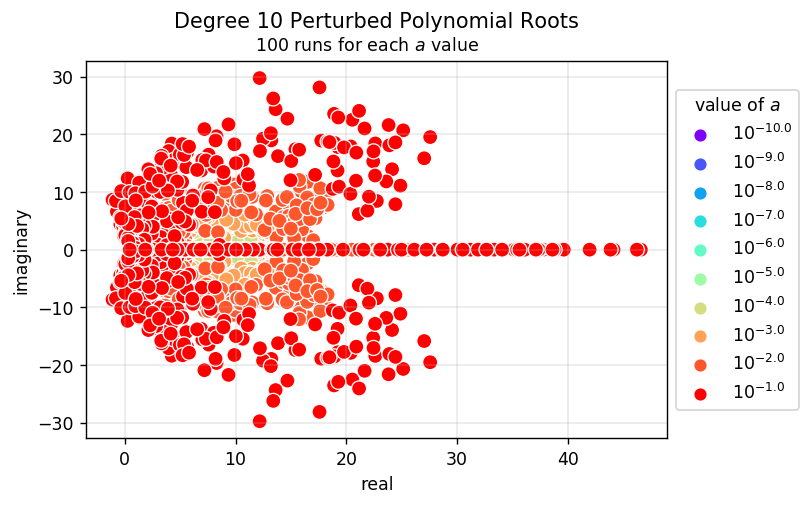 Degree 10 Perturbed Polynomial Roots
100 runs for each a value
30
20
10
0
−10
−20
−30
imaginary
0 10 20 30 40
real
value of a
10^−10.0
10^−9.0
10^−8.0
10^−7.0
10^−6.0
10^−5.0
10^−4.0
10^−3.0
10^−2.0
10^−1.0